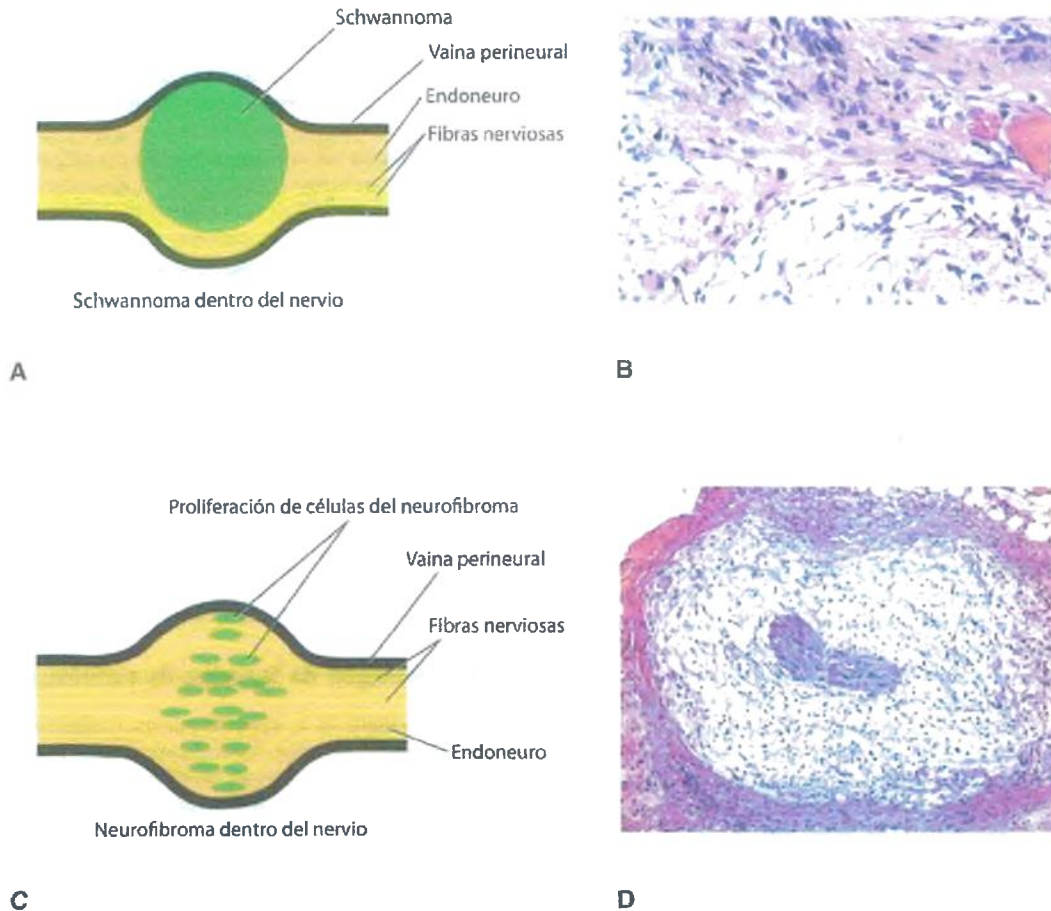 Schwannoma
Vaina perineural
Endoneuro
Fibras nerviosas
Schwannoma dentro del nervio
A
B
Proliferación de células del neurofibroma
Vaina perineural
Fibras nerviosas
Endoneuro
Neurofibroma dentro del nervio
C
D